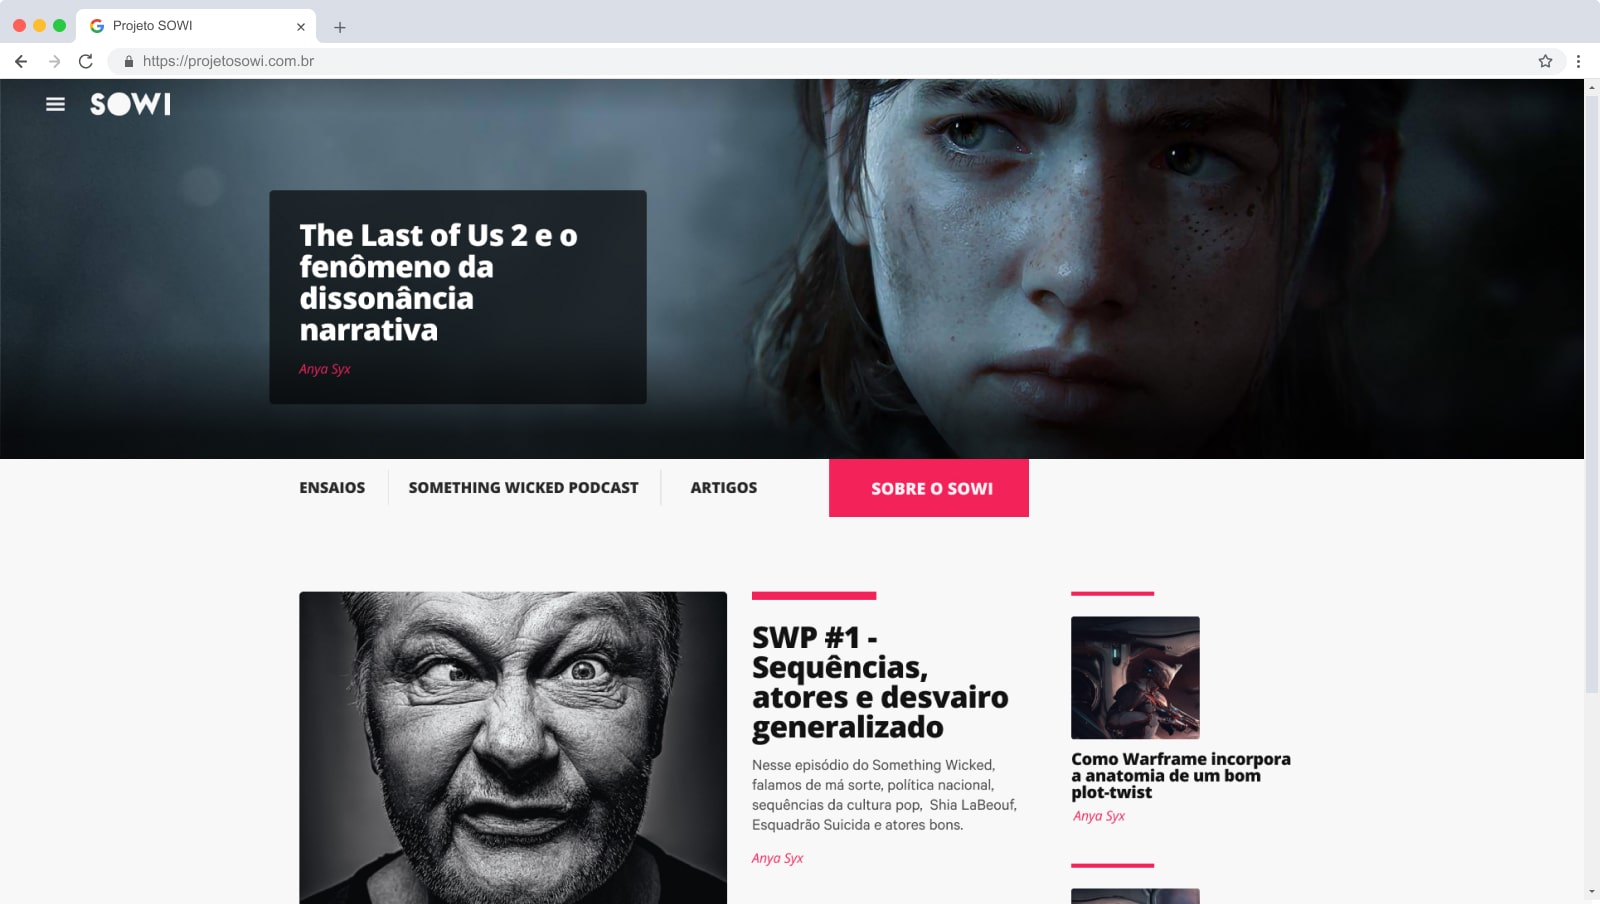 Projeto SOWI
https://projetosowi.com.br
SOWI
The Last of Us 2 e o
fenômeno da
dissonância
narrativa
Anya Syx
ENSAIOS
SOMETHING WICKED PODCAST
ARTIGOS
SOBRE O SOWI
SWP #1 -
Sequências,
atores e desvairo
generalizado
Nesse episódio do Something Wicked,
falamos de má sorte, política nacional,
sequências da cultura pop, Shia LaBeouf,
Esquadrão Suicida e atores bons.
Anya Syx
Como Warframe incorpora
a anatomia de um bom
plot-twist
Anya Syx